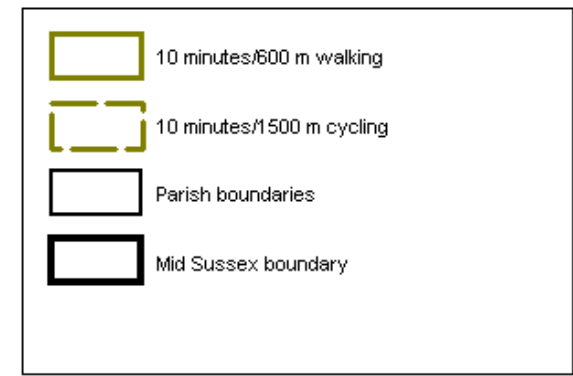 10 minutes/600 m walking
10 minutes/1500 m cycling
Parish boundaries
Mid Sussex boundary